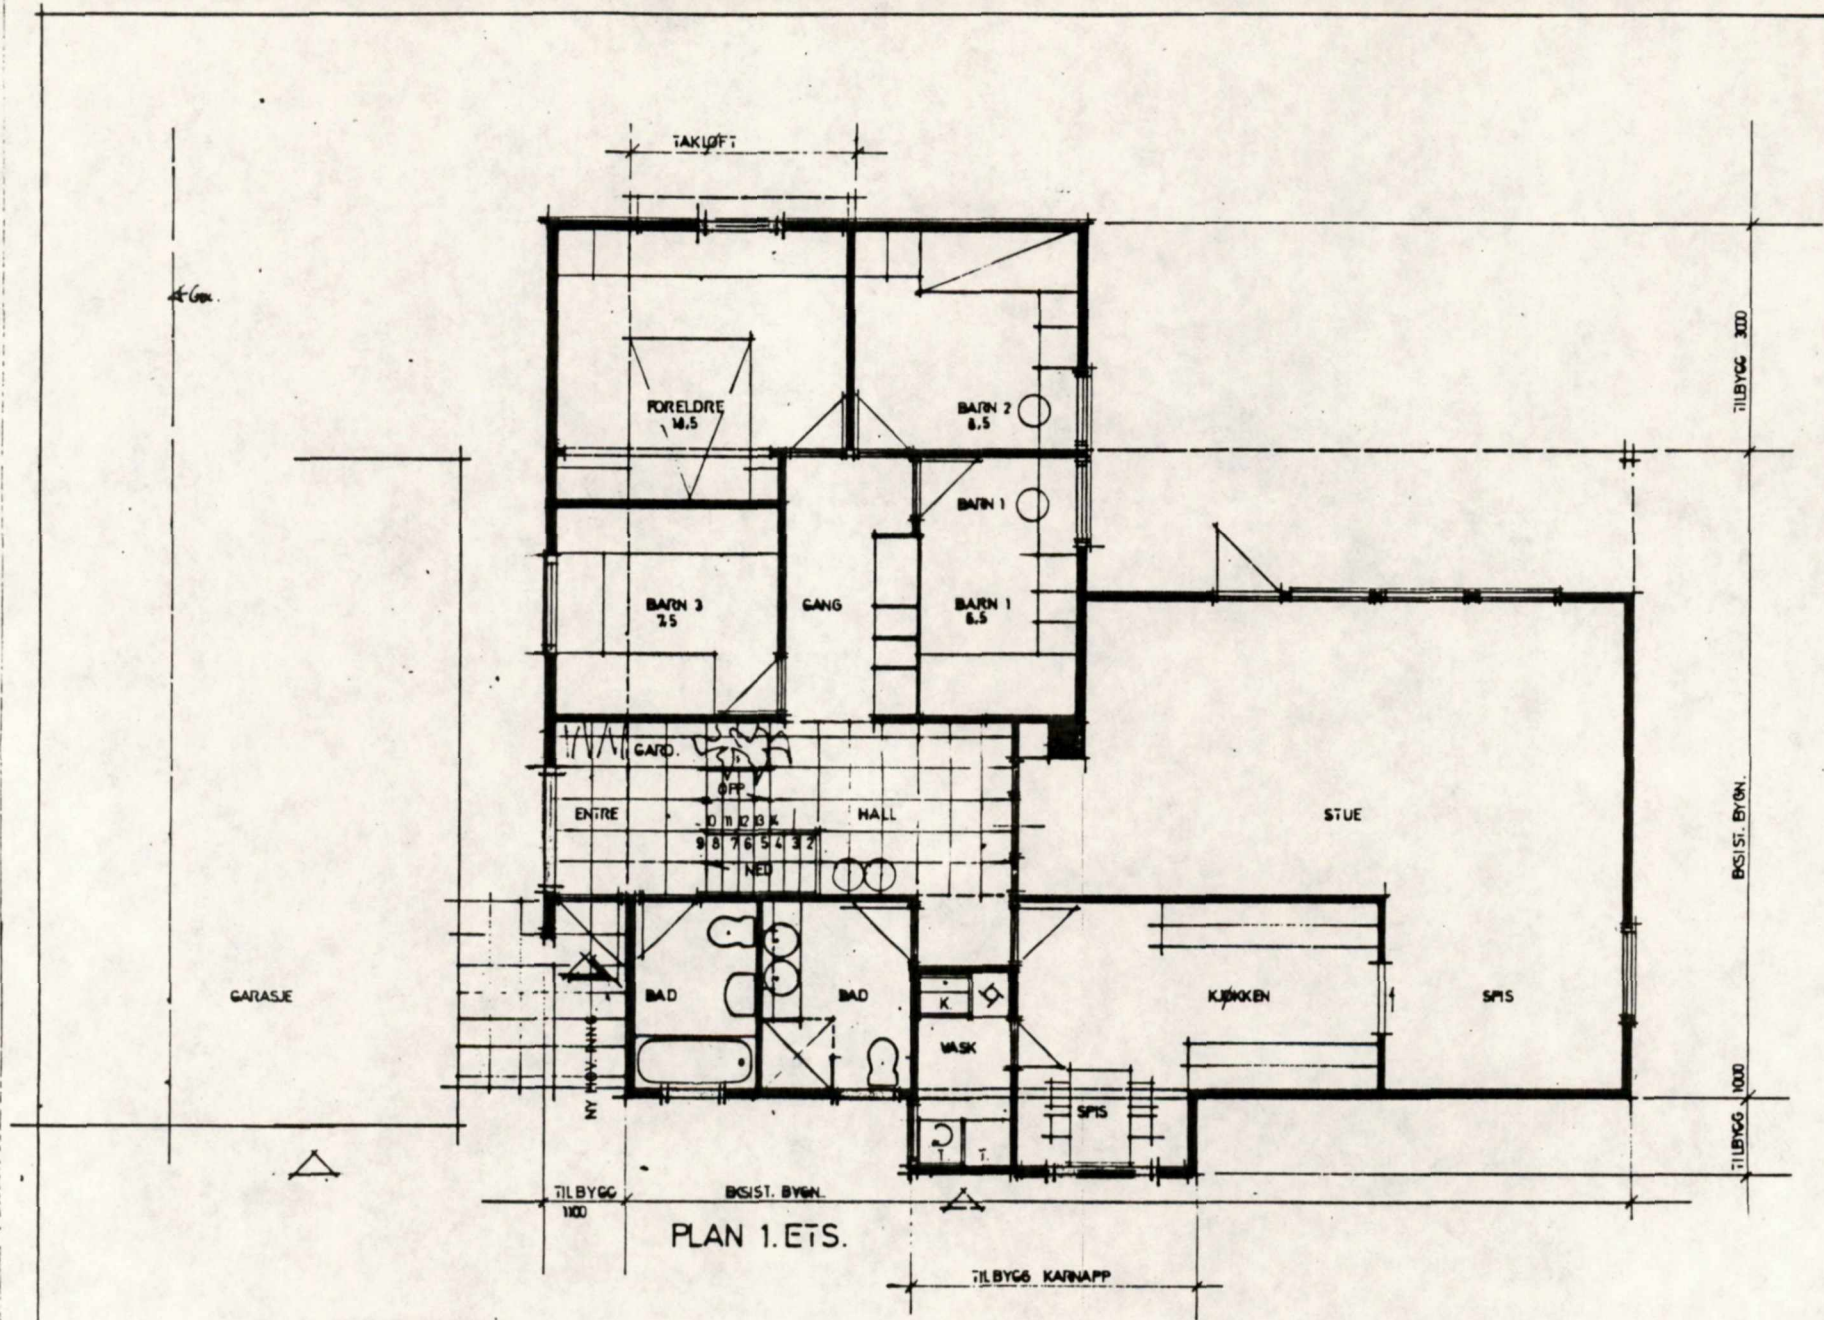 TAKLØFT
TILBYGG 3000
FORELDRE
BARN 2
8,5
BARN 1
BARN 3
7,5
GANG
BARN 1
6,5
GARD.
OPP
ENTRE
HALL
STUE
10 11 12 13 14
9 8 7 6 5 4 3 2
NED
EKSIST. BYGN.
GARASJE
BAD
BAD
K.
VASK
KJØKKEN
SPIS
NY HOV. INNG.
SPIS
T. T.
TILBYGG 1000
TILBYGG
1100
EKSIST. BYGN.
PLAN 1. ETS.
TILBYGG KARNAPP